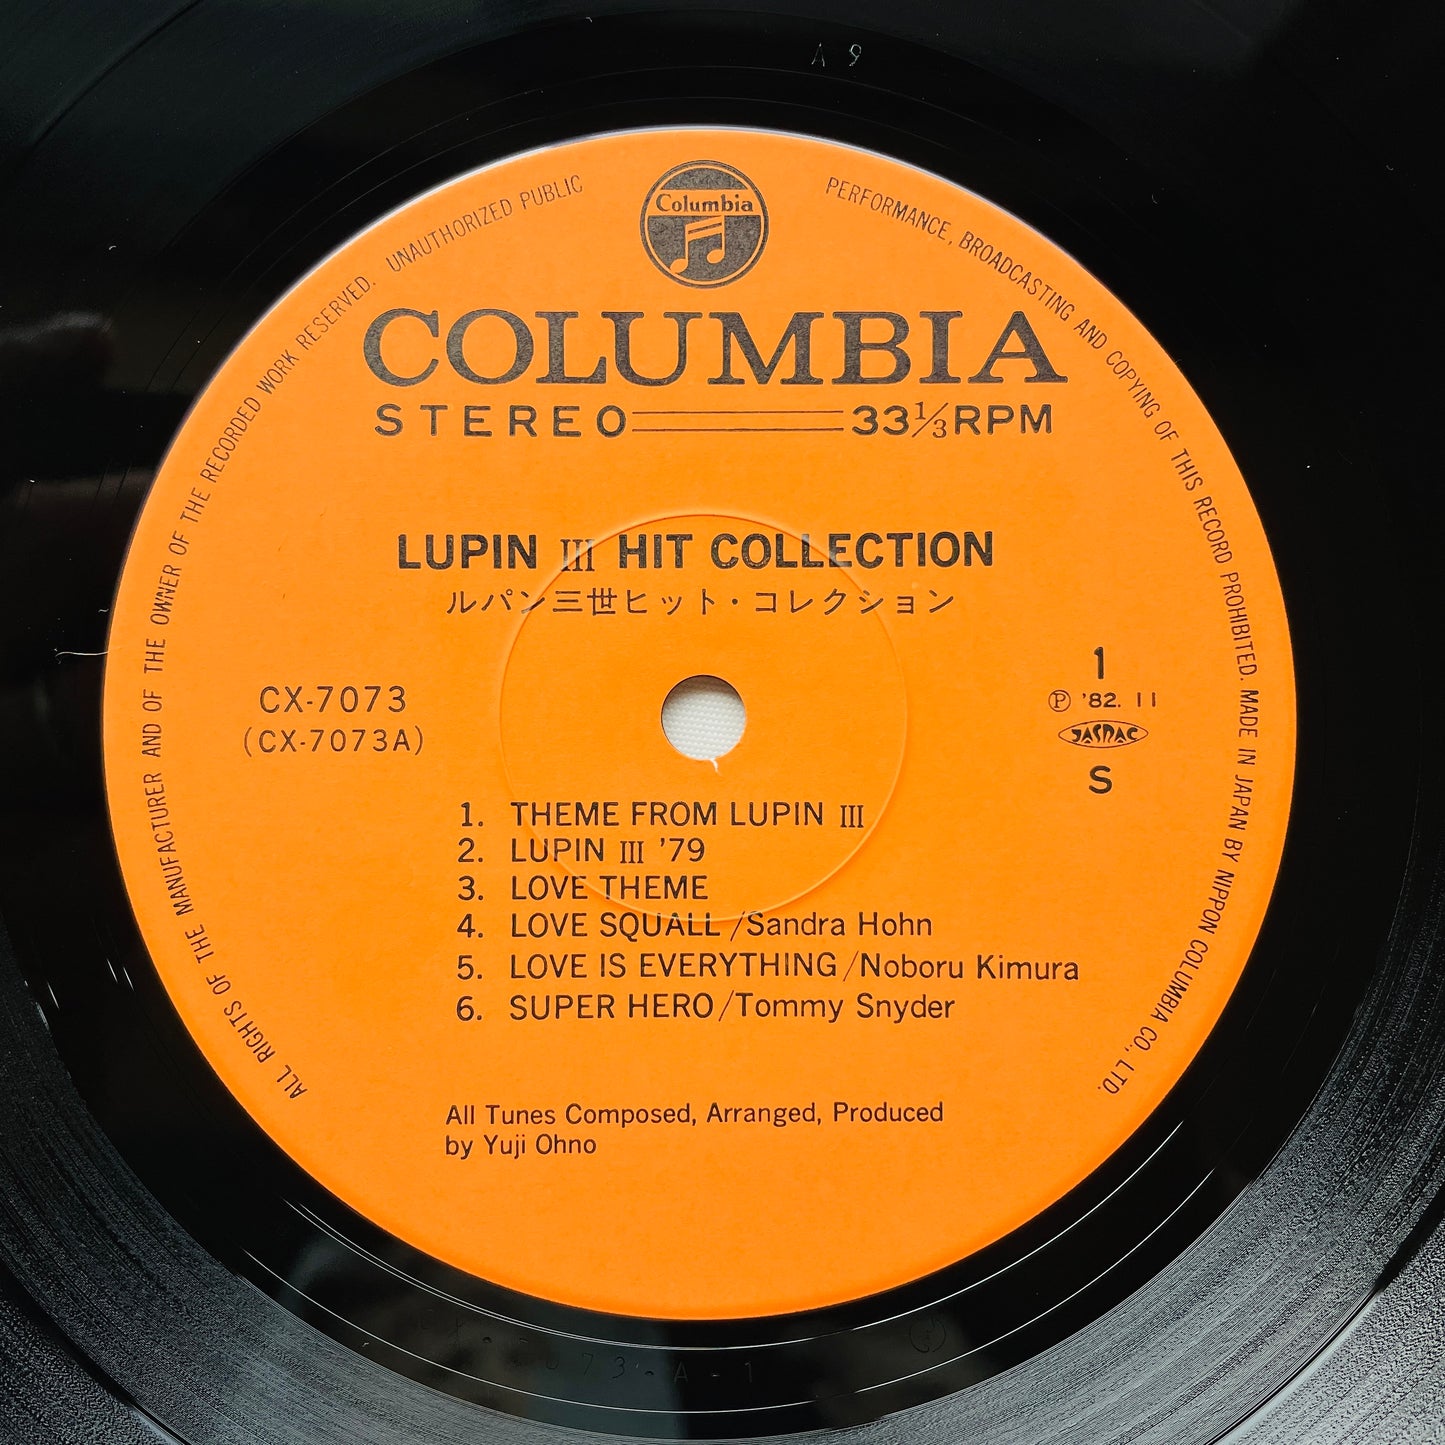 A 9
Columbia
COLUMBIA
STEREO 33⅓RPM
LUPIN III HIT COLLECTION
ルパン三世ヒット・コレクション
CX-7073
(CX-7073A)
1
Ⓟ '82. 11
JASRAC
S
1. THEME FROM LUPIN III
2. LUPIN III '79
3. LOVE THEME
4. LOVE SQUALL/Sandra Hohn
5. LOVE IS EVERYTHING/Noboru Kimura
6. SUPER HERO/Tommy Snyder
All Tunes Composed, Arranged, Produced
by Yuji Ohno
ALL RIGHTS OF THE MANUFACTURER AND OF THE OWNER OF THE RECORDED WORK RESERVED. UNAUTHORIZED PUBLIC PERFORMANCE, BROADCASTING AND COPYING OF THIS RECORD PROHIBITED. MADE IN JAPAN BY NIPPON COLUMBIA CO., LTD.
73-A-1